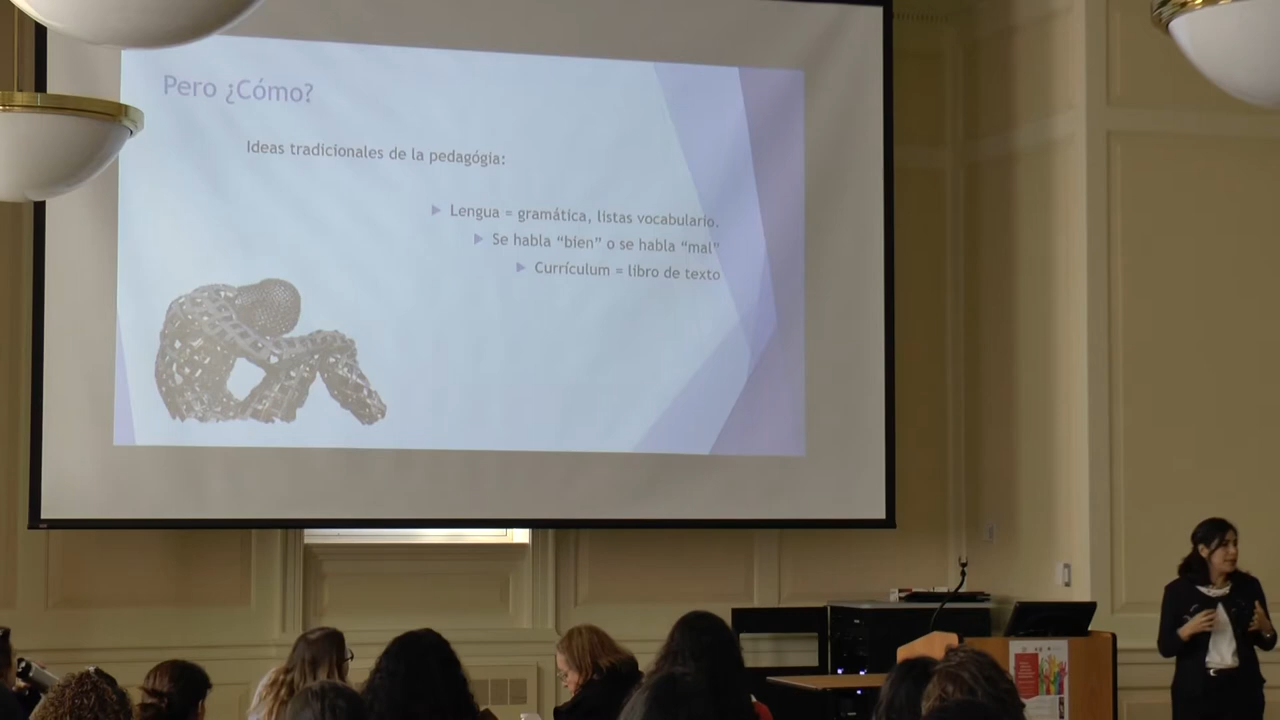 Pero ¿Cómo?
Ideas tradicionales de la pedagógia:
Lengua = gramática, listas vocabulario.
Se habla “bien” o se habla “mal”
Currículum = libro de texto